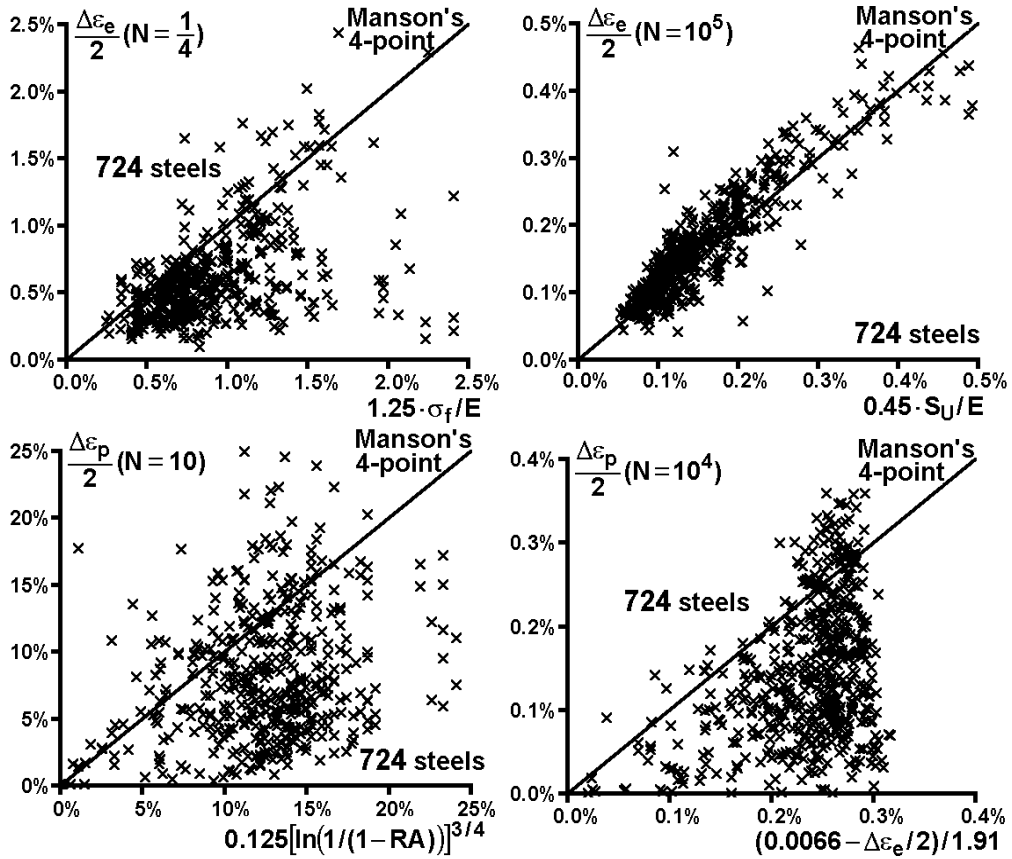 Δεe/2 (N = 1/4)
Manson's
4-point
724 steels
2.5%
2.0%
1.5%
1.0%
0.5%
0.0%
0.0% 0.5% 1.0% 1.5% 2.0% 2.5%
1.25·σf/E
Δεe/2 (N = 10^5)
Manson's
4-point
0.5%
0.4%
0.3%
0.2%
0.1%
0.0%
724 steels
0.0% 0.1% 0.2% 0.3% 0.4% 0.5%
0.45·SU/E
Δεp/2 (N = 10)
Manson's
4-point
25%
20%
15%
10%
5%
0%
724 steels
0% 5% 10% 15% 20% 25%
0.125[ln(1/(1−RA))]^3/4
Δεp/2 (N = 10^4)
Manson's
4-point
0.4%
0.3%
724 steels
0.2%
0.1%
0.0%
0.0% 0.1% 0.2% 0.3% 0.4%
(0.0066−Δεe/2)/1.91